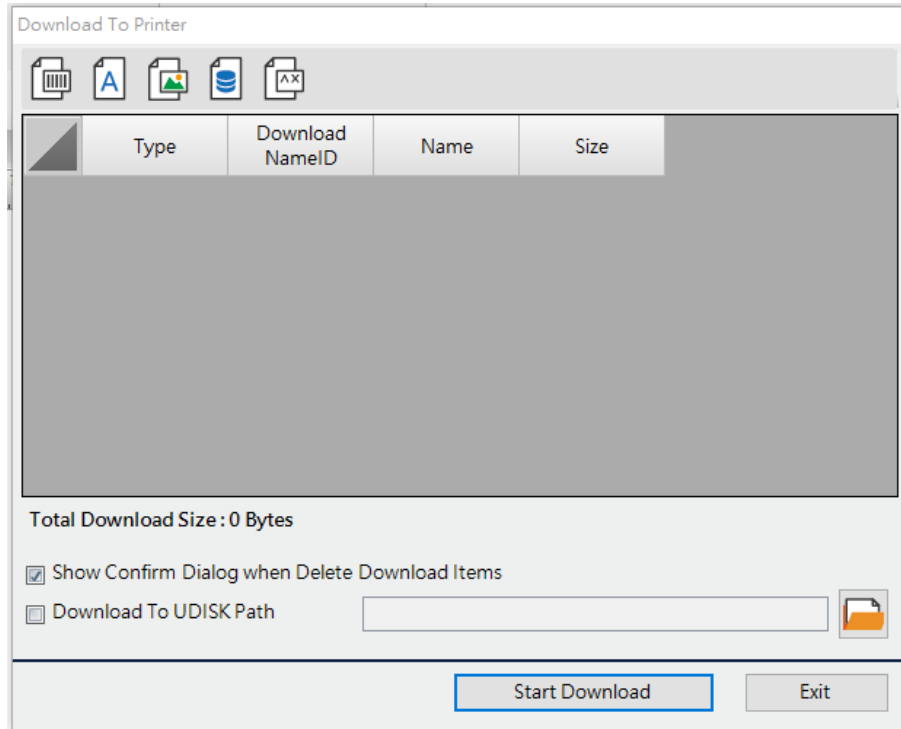 Download To Printer
A
^X
Type
Download
NameID
Name
Size
Total Download Size : 0 Bytes
Show Confirm Dialog when Delete Download Items
Download To UDISK Path
Start Download
Exit